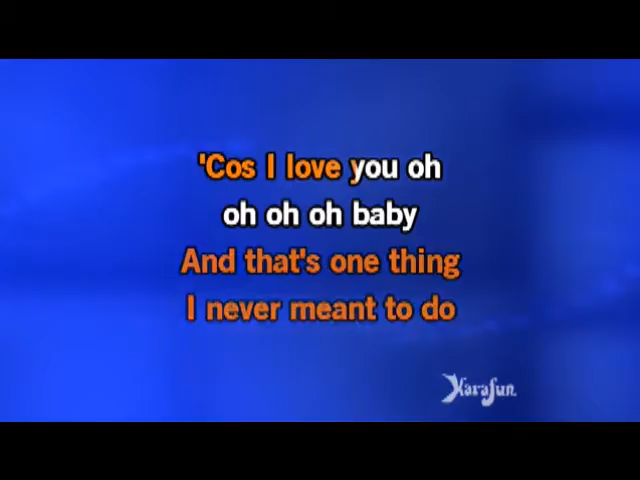 'Cos I love you oh
oh oh oh baby
And that's one thing
I never meant to do
KaraFun